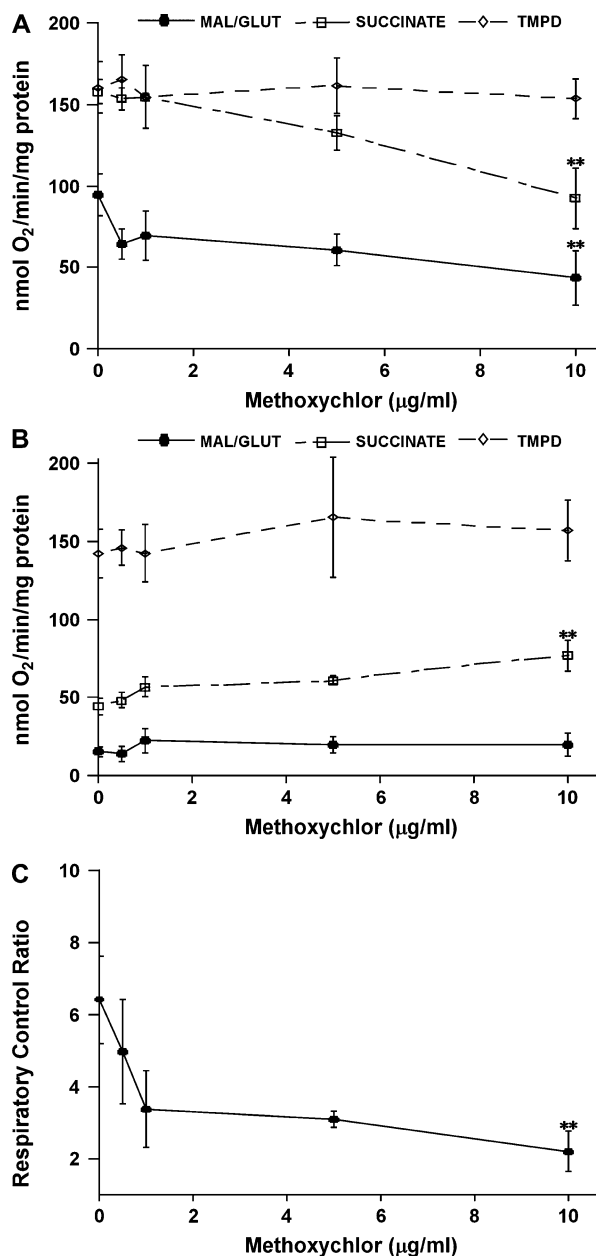 A
MAL/GLUT SUCCINATE TMPD
nmol O2/min/mg protein
200
150
100
50
0
**
**
0 2 4 6 8 10
Methoxychlor (µg/ml)
B
MAL/GLUT SUCCINATE TMPD
nmol O2/min/mg protein
200
150
100
50
0
**
0 2 4 6 8 10
Methoxychlor (µg/ml)
C
Respiratory Control Ratio
10
8
6
4
2
**
0 2 4 6 8 10
Methoxychlor (µg/ml)